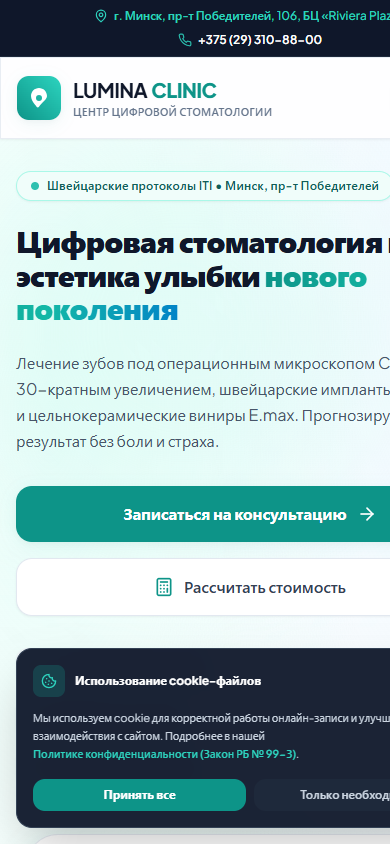 г. Минск, пр-т Победителей, 106, БЦ «Riviera Plaz
+375 (29) 310-88-00
LUMINA CLINIC
ЦЕНТР ЦИФРОВОЙ СТОМАТОЛОГИИ
Швейцарские протоколы ITI • Минск, пр-т Победителей
Цифровая стоматология
эстетика улыбки нового
поколения
Лечение зубов под операционным микроскопом C
30-кратным увеличением, швейцарские импланты
и цельнокерамические виниры E.max. Прогнозиру
результат без боли и страха.
Записаться на консультацию
Рассчитать стоимость
Использование cookie-файлов
Мы используем cookie для корректной работы онлайн-записи и улучш
взаимодействия с сайтом. Подробнее в нашей
Политике конфиденциальности (Закон РБ № 99-З).
Принять все
Только необход